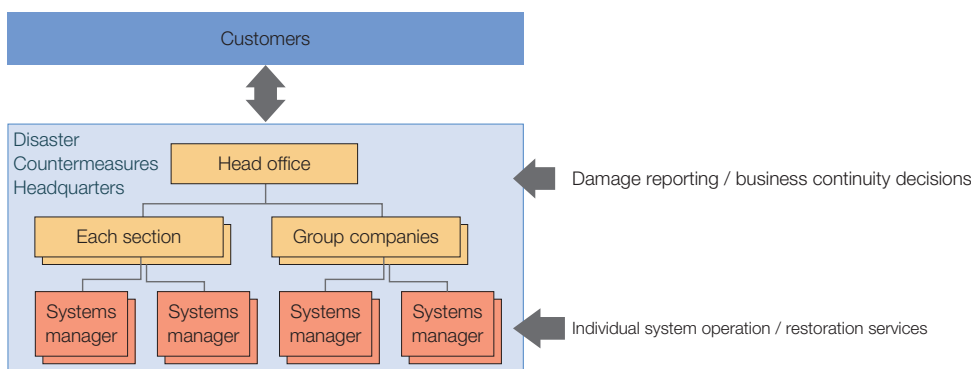 Customers
Disaster
Countermeasures
Headquarters
Head office
Damage reporting / business continuity decisions
Each section
Group companies
Systems
manager
Systems
manager
Systems
manager
Systems
manager
Individual system operation / restoration services